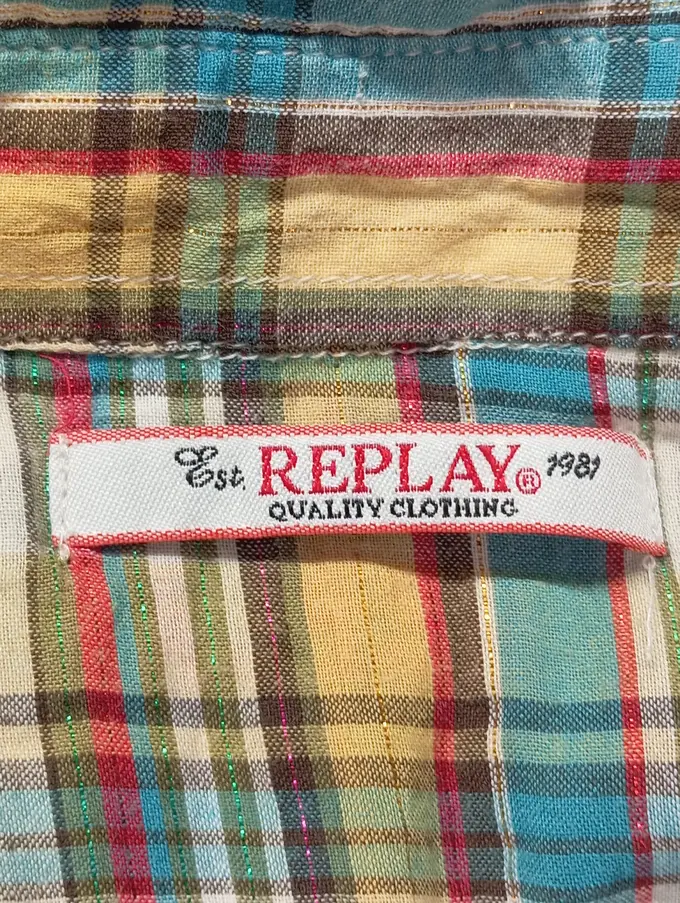 Est. REPLAY® 1981
QUALITY CLOTHING